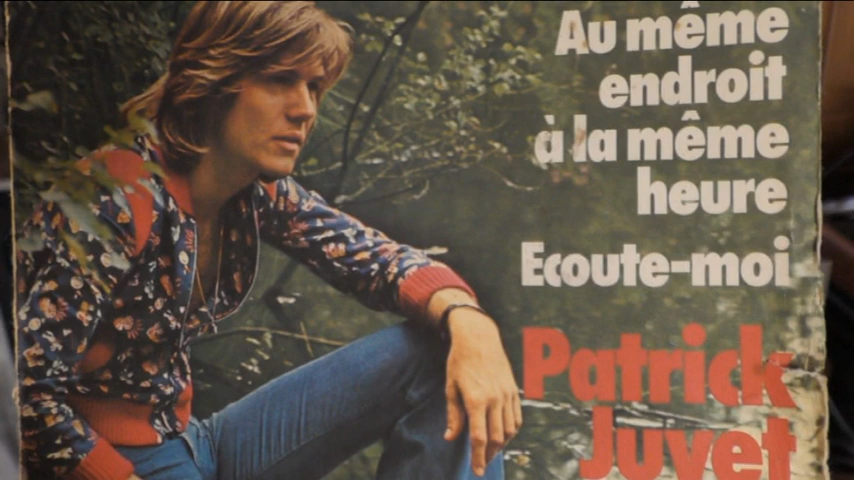 Au même
endroit
à la même
heure
Ecoute-moi
Patrick
Juvet